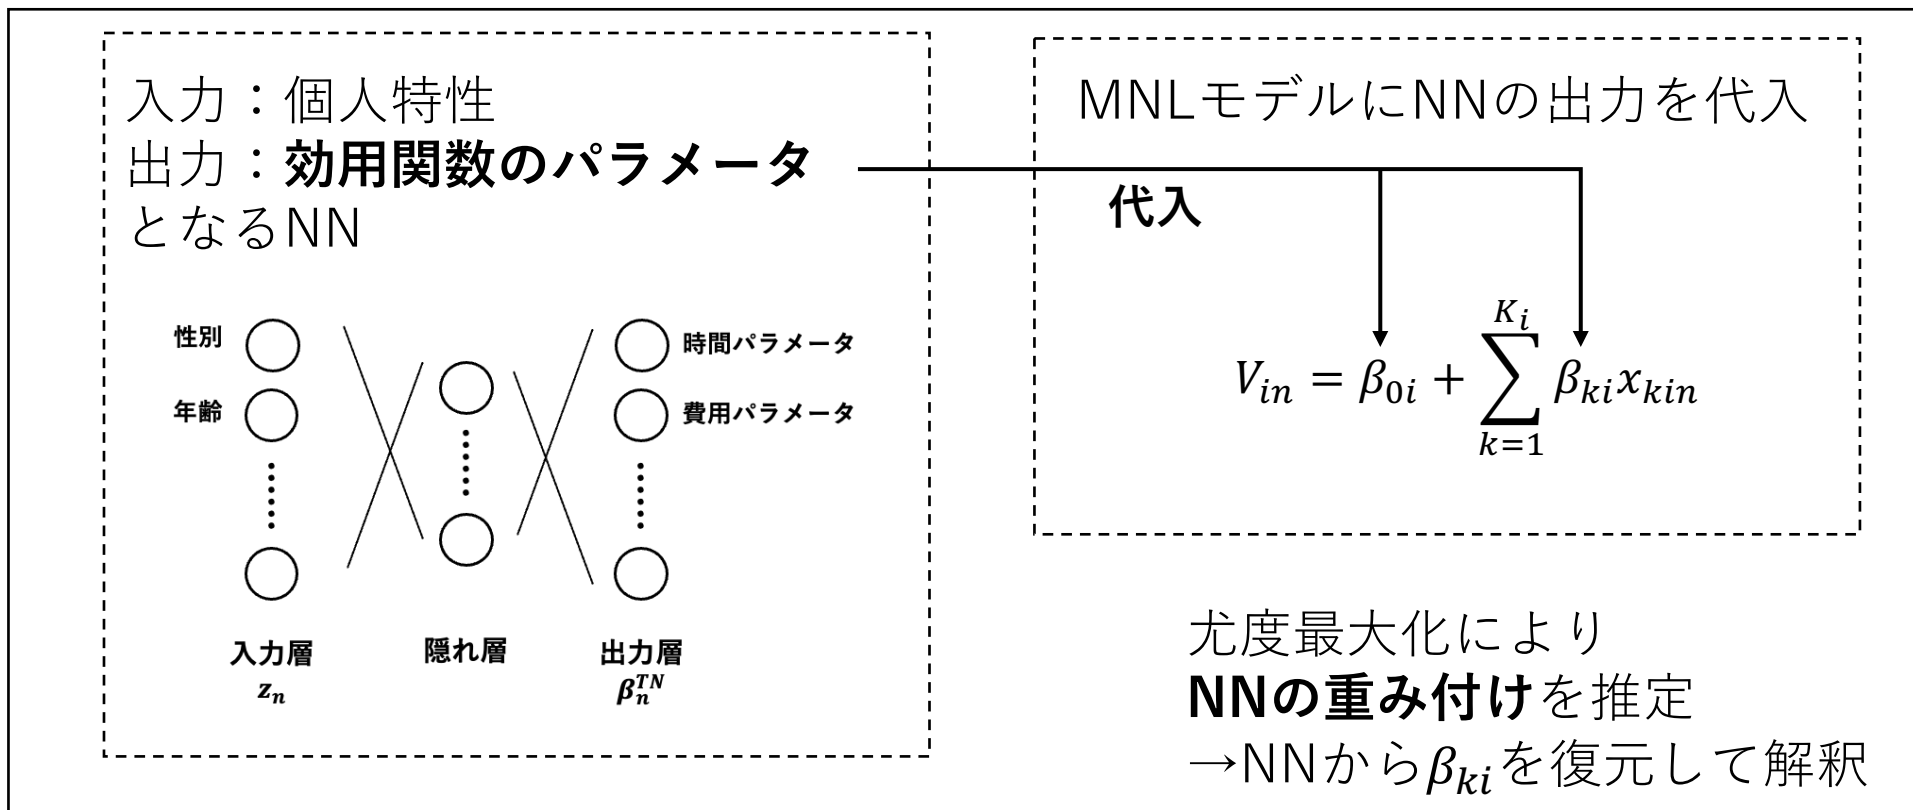 入力：個人特性
出力：効用関数のパラメータ
となるNN
性別
年齢
時間パラメータ
費用パラメータ
入力層
z_n
隠れ層
出力層
β_n^{TN}
MNLモデルにNNの出力を代入
代入
V_{in} = β_{0i} + \sum_{k=1}^{K_i} β_{ki} x_{kin}
尤度最大化により
NNの重み付けを推定
→NNからβ_{ki}を復元して解釈